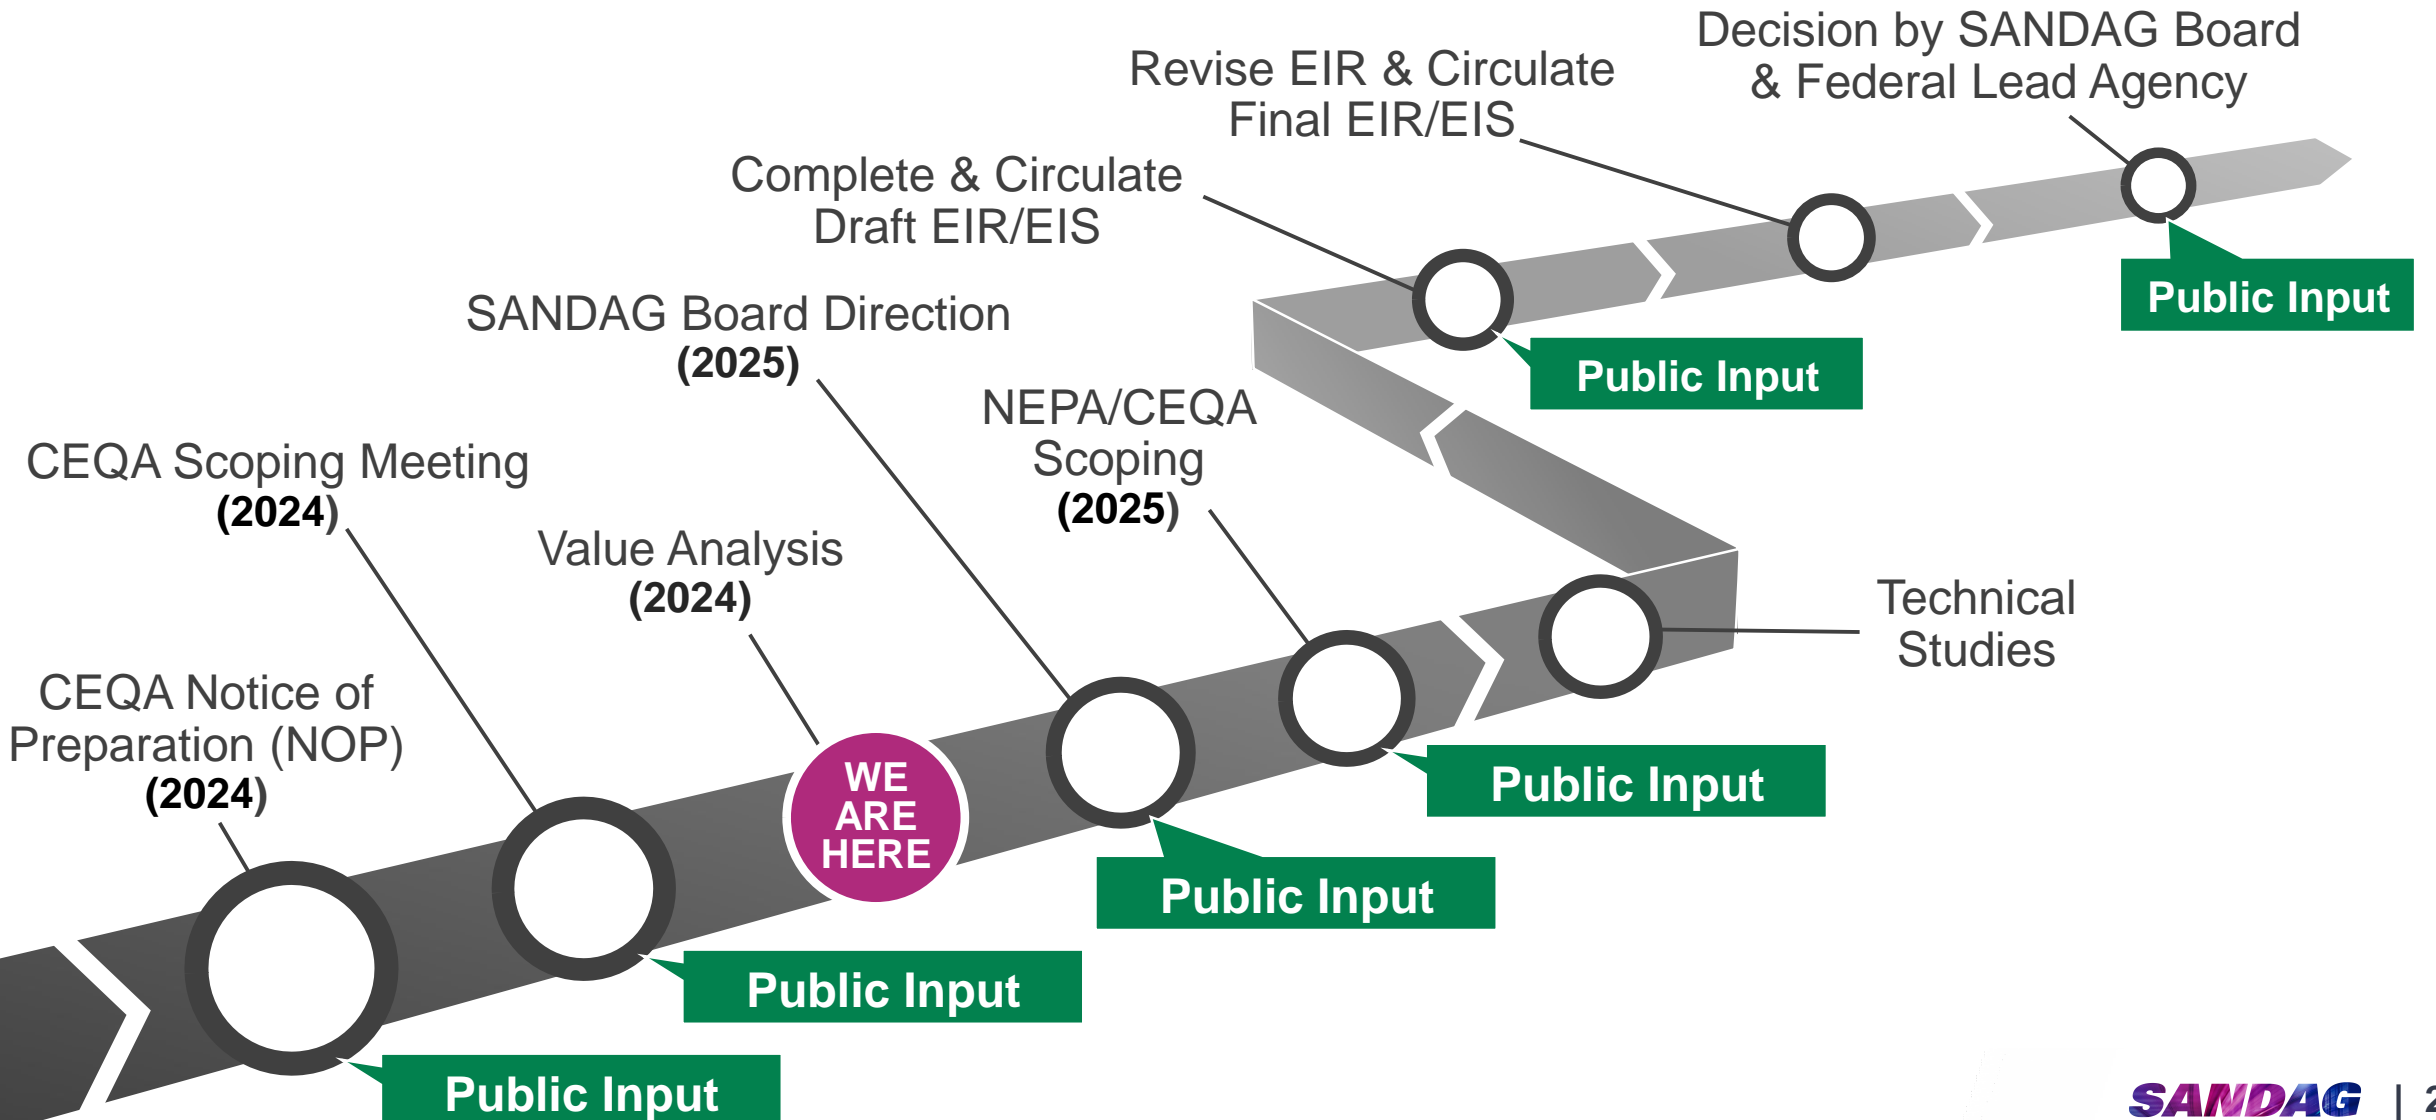 Decision by SANDAG Board
& Federal Lead Agency
Revise EIR & Circulate
Final EIR/EIS
Complete & Circulate
Draft EIR/EIS
Public Input
SANDAG Board Direction
(2025)
Public Input
NEPA/CEQA
Scoping
(2025)
CEQA Scoping Meeting
(2024)
Value Analysis
(2024)
Technical
Studies
CEQA Notice of
Preparation (NOP)
(2024)
WE
ARE
HERE
Public Input
Public Input
Public Input
Public Input
SANDAG | 2